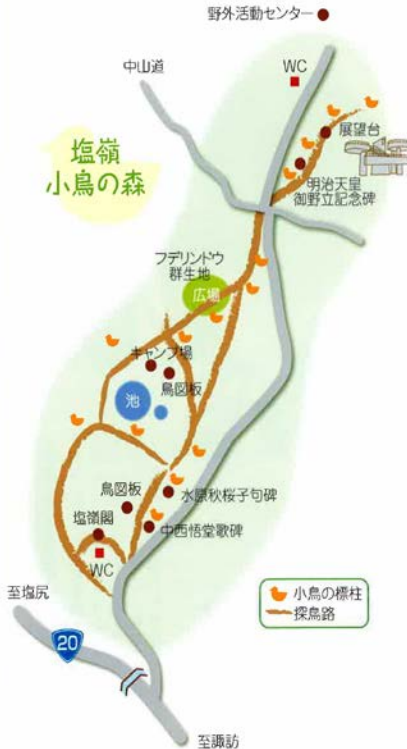 野外活動センター
WC
中山道
展望台
塩嶺
小鳥の森
明治天皇
御野立記念碑
フデリンドウ
群生地
広場
キャンプ場
鳥図板
池
鳥図板
水原秋桜子句碑
塩嶺閣
中西悟堂歌碑
WC
小鳥の標柱
探鳥路
至塩尻
20
至諏訪